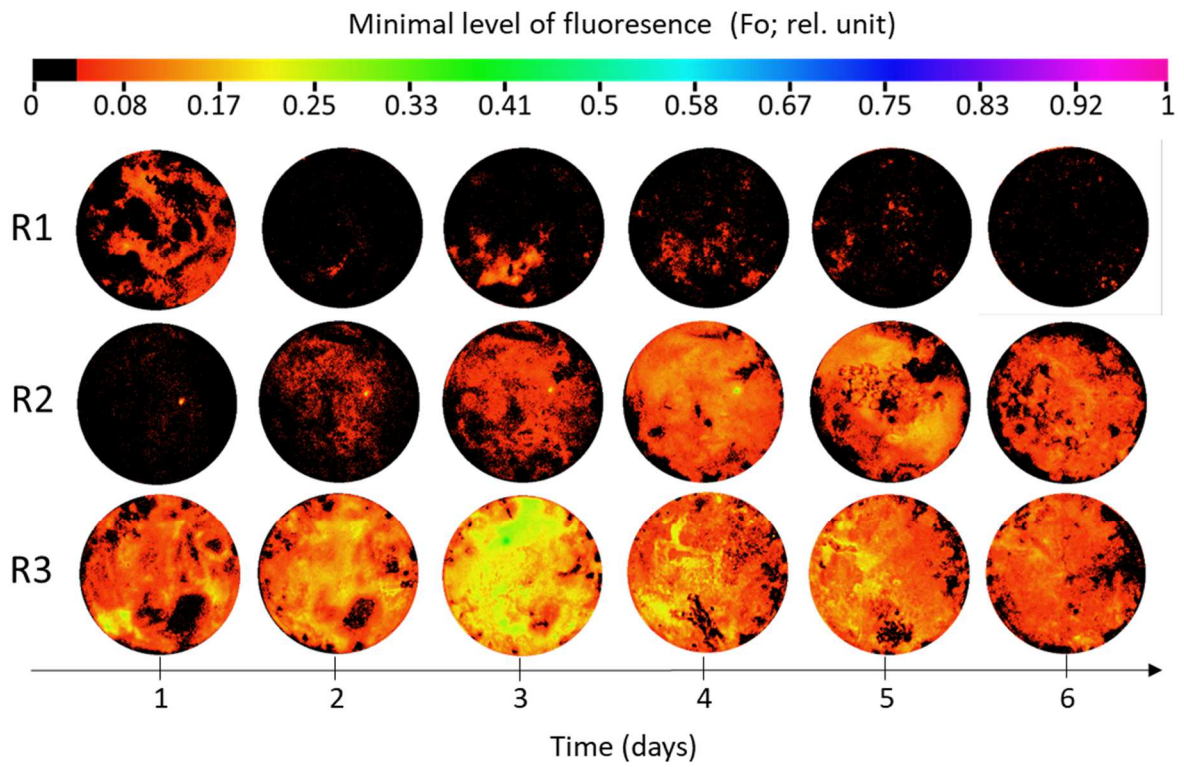 Minimal level of fluoresence (Fo; rel. unit)
0 0.08 0.17 0.25 0.33 0.41 0.5 0.58 0.67 0.75 0.83 0.92 1
R1
R2
R3
1 2 3 4 5 6
Time (days)